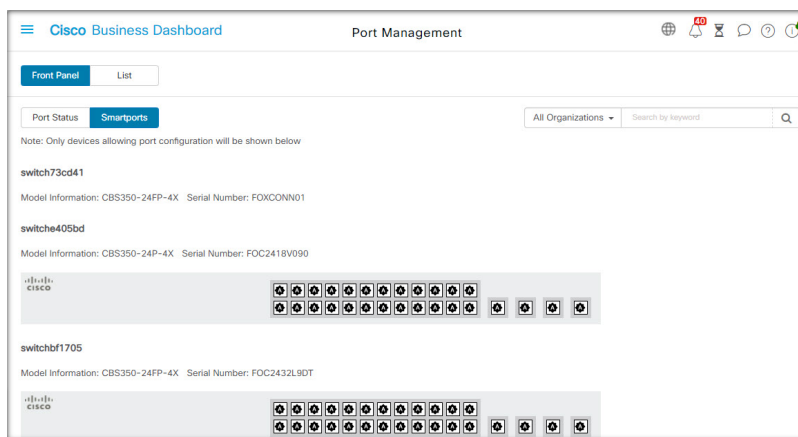 Cisco Business Dashboard
Port Management
40
Front Panel
List
Port Status
Smartports
All Organizations
Search by keyword
Note: Only devices allowing port configuration will be shown below
switch73cd41
Model Information: CBS350-24FP-4X Serial Number: FOXCONN01
switche405bd
Model Information: CBS350-24P-4X Serial Number: FOC2418V090
CISCO
switchbf1705
Model Information: CBS350-24FP-4X Serial Number: FOC2432L9DT
CISCO